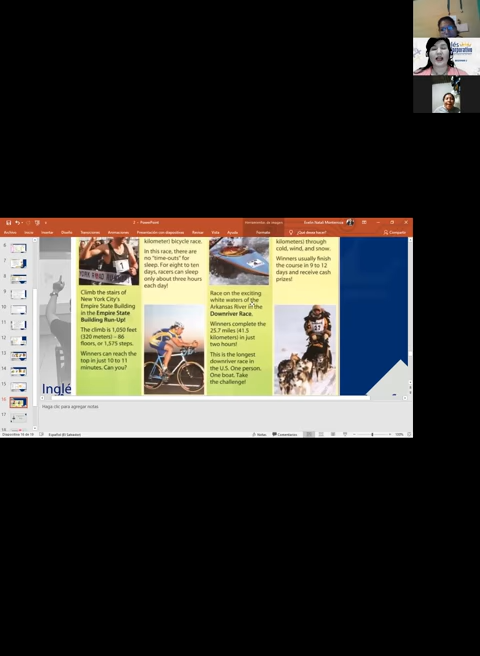 2 - PowerPoint
Archivo Inicio Insertar Diseño Transiciones Animaciones Presentación con diapositivas Revisar Vista Ayuda Formato ¿Qué desea hacer? Compartir
kilometer) bicycle race.
In this race, there are
no "time-outs" for
sleep. For eight to ten
days, racers can sleep
only about three hours
each day!
kilometers) through
cold, wind, and snow.
Winners usually finish
the course in 9 to 12
days and receive cash
prizes!
Climb the stairs of
New York City's
Empire State Building
in the Empire State
Building Run-Up!
The climb is 1,050 feet
(320 meters) – 86
floors, or 1,575 steps.
Winners can reach the
top in just 10 to 11
minutes. Can you?
Race on the exciting
white waters of the
Arkansas River in the
Downriver Race.
Winners complete the
25.7 miles (41.5
kilometers) in just
two hours!
This is the longest
downriver race in
the U.S. One person.
One boat. Take
the challenge!
Inglé
Haga clic para agregar notas
Español (El Salvador)
Notas Comentarios